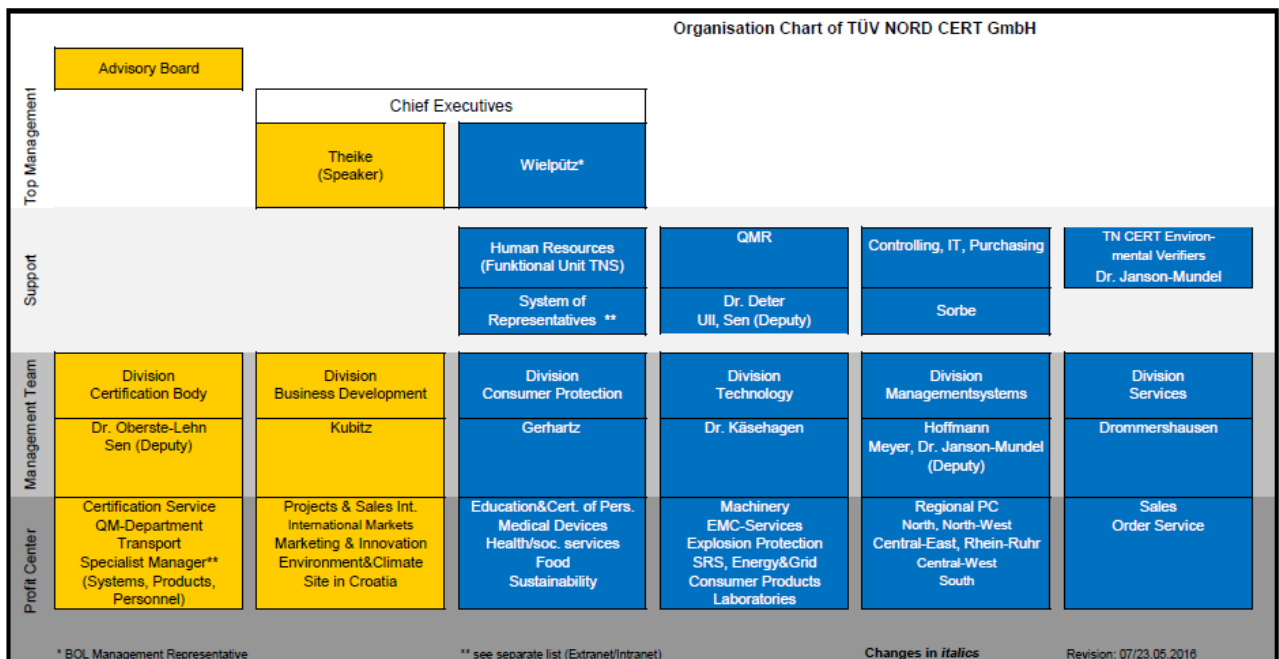 Organisation Chart of TÜV NORD CERT GmbH
Top Management
Advisory Board
Chief Executives
Theike
(Speaker)
Wielpütz*
Support
Human Resources
(Funktional Unit TNS)
System of
Representatives **
QMR
Dr. Deter
Ull, Sen (Deputy)
Controlling, IT, Purchasing
Sorbe
TN CERT Environ-
mental Verifiers
Dr. Janson-Mundel
Management Team
Division
Certification Body
Dr. Oberste-Lehn
Sen (Deputy)
Division
Business Development
Kubitz
Division
Consumer Protection
Gerhartz
Division
Technology
Dr. Käsehagen
Division
Managementsystems
Hoffmann
Meyer, Dr. Janson-Mundel
(Deputy)
Division
Services
Drommershausen
Profit Center
Certification Service
QM-Department
Transport
Specialist Manager**
(Systems, Products,
Personnel)
Projects & Sales Int.
International Markets
Marketing & Innovation
Environment&Climate
Site in Croatia
Education&Cert. of Pers.
Medical Devices
Health/soc. services
Food
Sustainability
Machinery
EMC-Services
Explosion Protection
SRS, Energy&Grid
Consumer Products
Laboratories
Regional PC
North, North-West
Central-East, Rhein-Ruhr
Central-West
South
Sales
Order Service
* BOL Management Representative
** see separate list (Extranet/Intranet)
Changes in italics
Revision: 07/23.05.2016